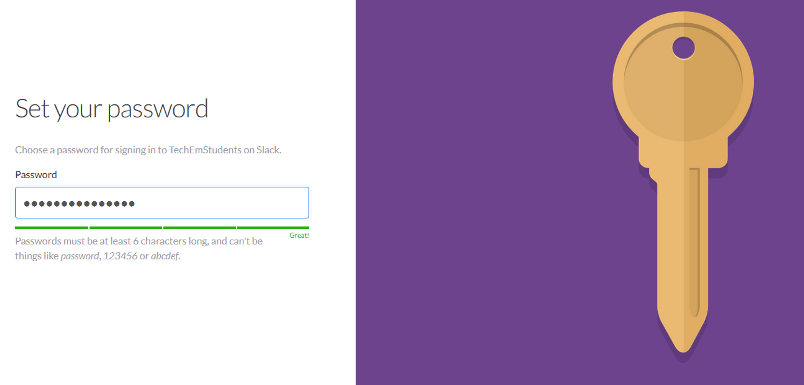 Set your password
Choose a password for signing in to TechEmStudents on Slack.
Password
●●●●●●●●●●●●●●●
Great!
Passwords must be at least 6 characters long, and can't be
things like password, 123456 or abcdef.